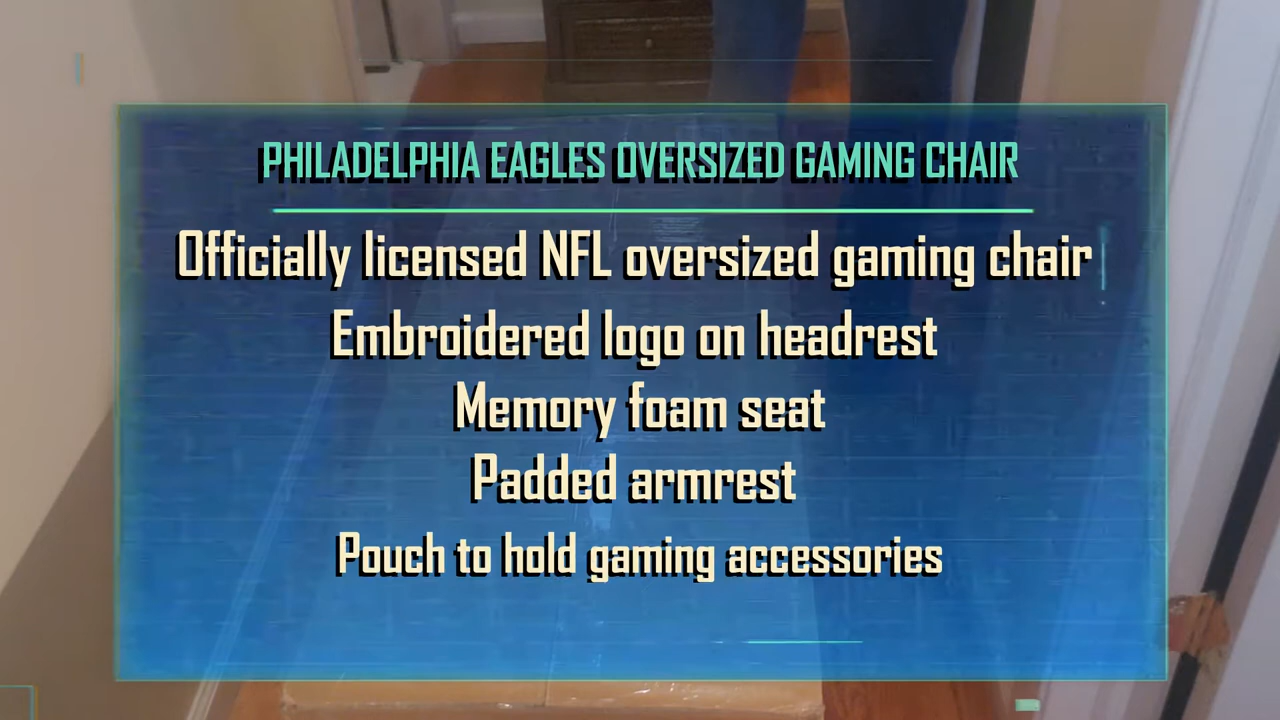 PHILADELPHIA EAGLES OVERSIZED GAMING CHAIR
Officially licensed NFL oversized gaming chair
Embroidered logo on headrest
Memory foam seat
Padded armrest
Pouch to hold gaming accessories